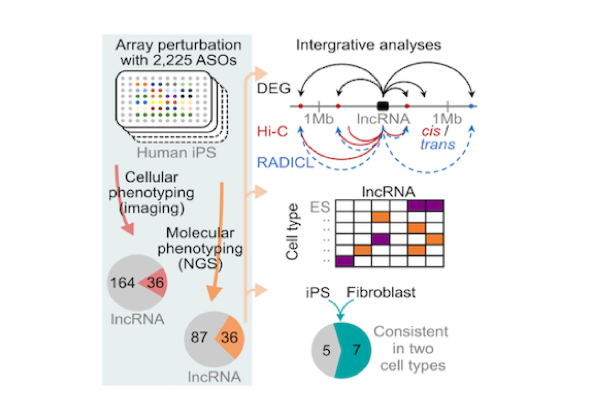 Array perturbation
with 2,225 ASOs
Human iPS
Cellular
phenotyping
(imaging)
Molecular
phenotyping
(NGS)
164 36
lncRNA
87 36
lncRNA
Intergrative analyses
DEG
1Mb lncRNA 1Mb
Hi-C
cis /
trans
RADICL
lncRNA
Cell type
ES
..
..
..
..
iPS Fibroblast
5 7
Consistent
in two
cell types